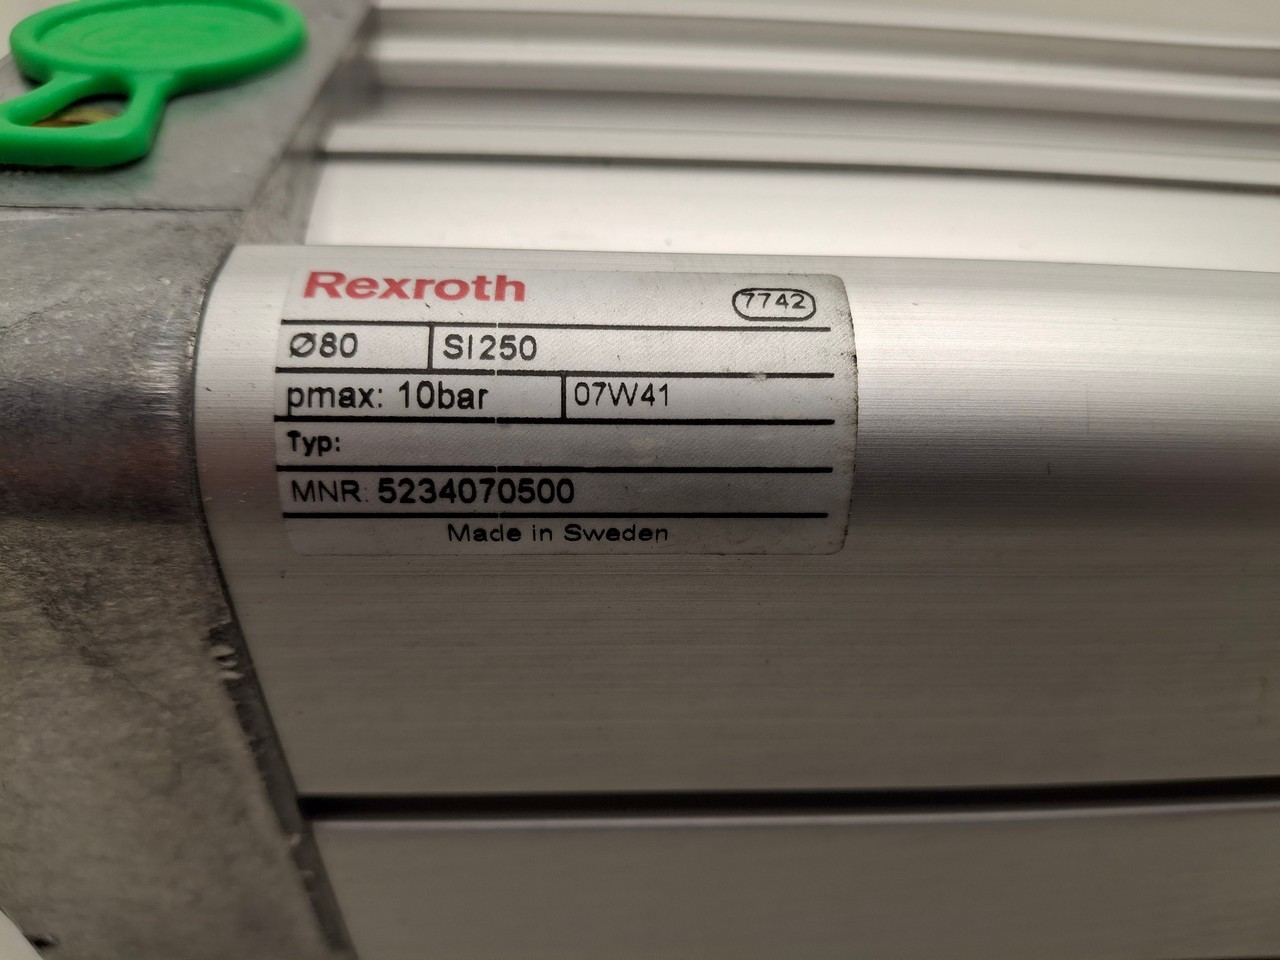 Rexroth
7742
Ø80 SI250
pmax: 10bar 07W41
Typ:
MNR: 5234070500
Made in Sweden